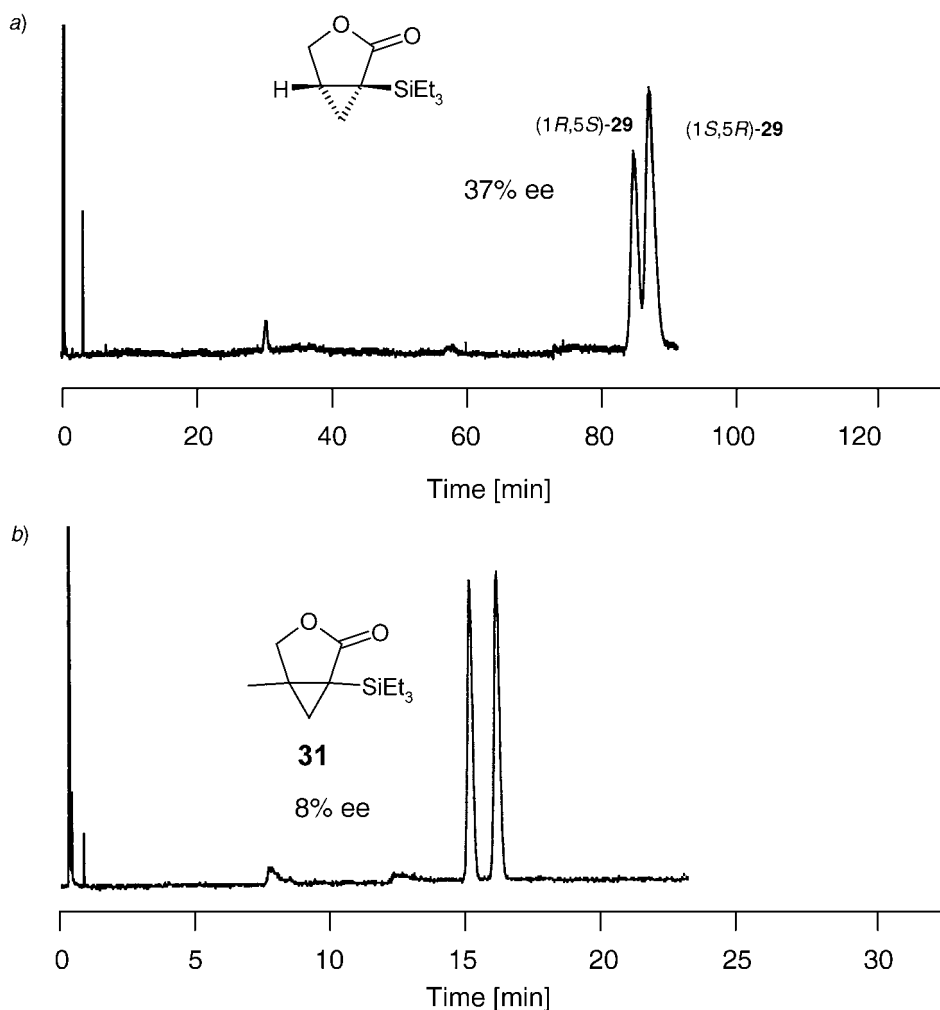 a)
O
O
H
SiEt3
(1R,5S)-29
(1S,5R)-29
37% ee
0 20 40 60 80 100 120
Time [min]
b)
O
O
SiEt3
31
8% ee
0 5 10 15 20 25 30
Time [min]